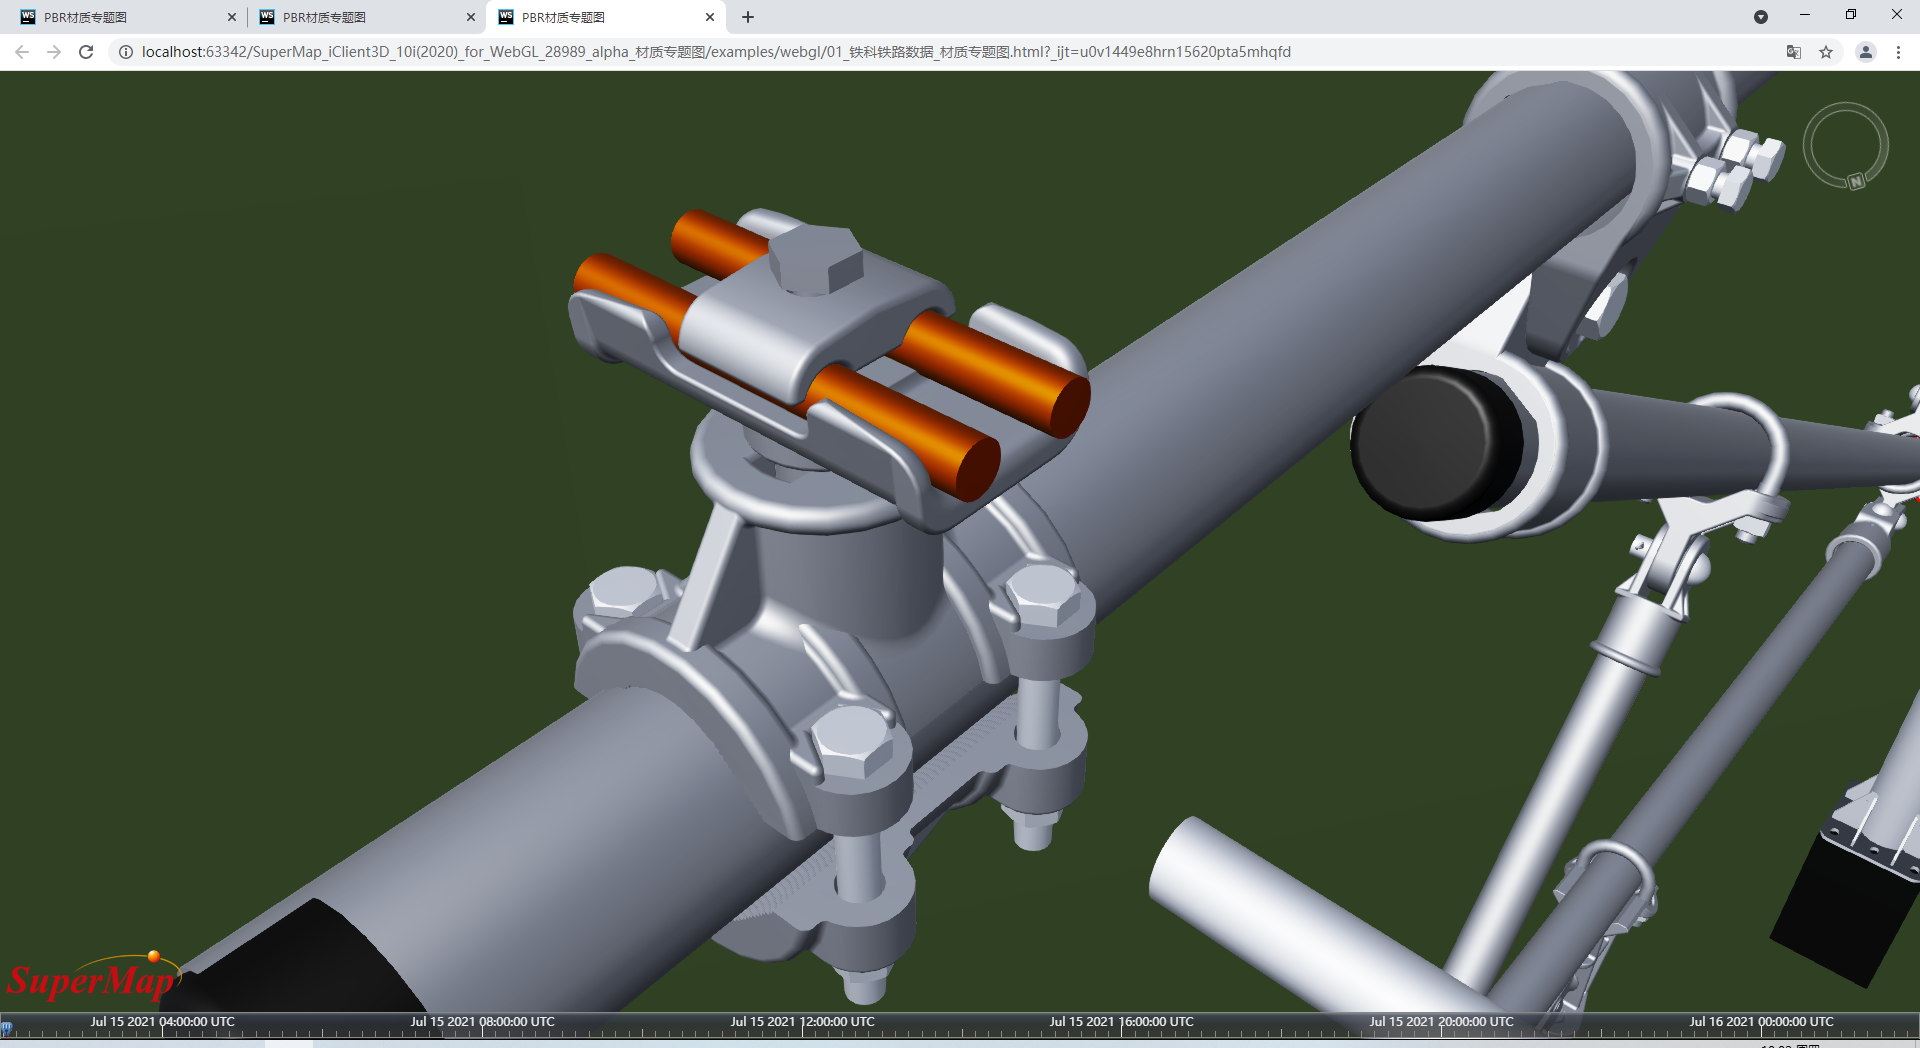 PBR材质专题图
PBR材质专题图
PBR材质专题图
localhost:63342/SuperMap_iClient3D_10i(2020)_for_WebGL_28989_alpha_材质专题图/examples/webgl/01_铁科铁路数据_材质专题图.html?_ijt=u0v1449e8hrn15620pta5mhqfd
N
SuperMap
Jul 15 2021 04:00:00 UTC
Jul 15 2021 08:00:00 UTC
Jul 15 2021 12:00:00 UTC
Jul 15 2021 16:00:00 UTC
Jul 15 2021 20:00:00 UTC
Jul 16 2021 00:00:00 UTC